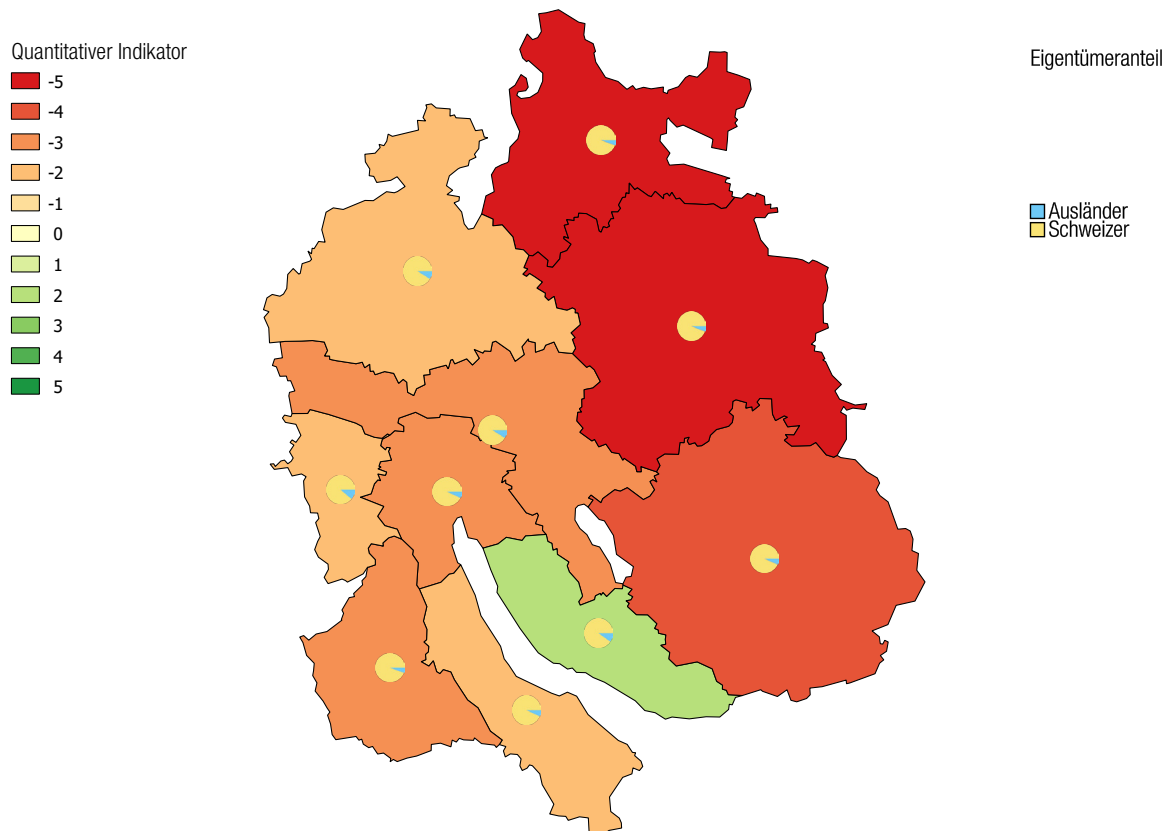 Quantitativer Indikator
-5
-4
-3
-2
-1
0
1
2
3
4
5
Eigentümeranteil
Ausländer
Schweizer